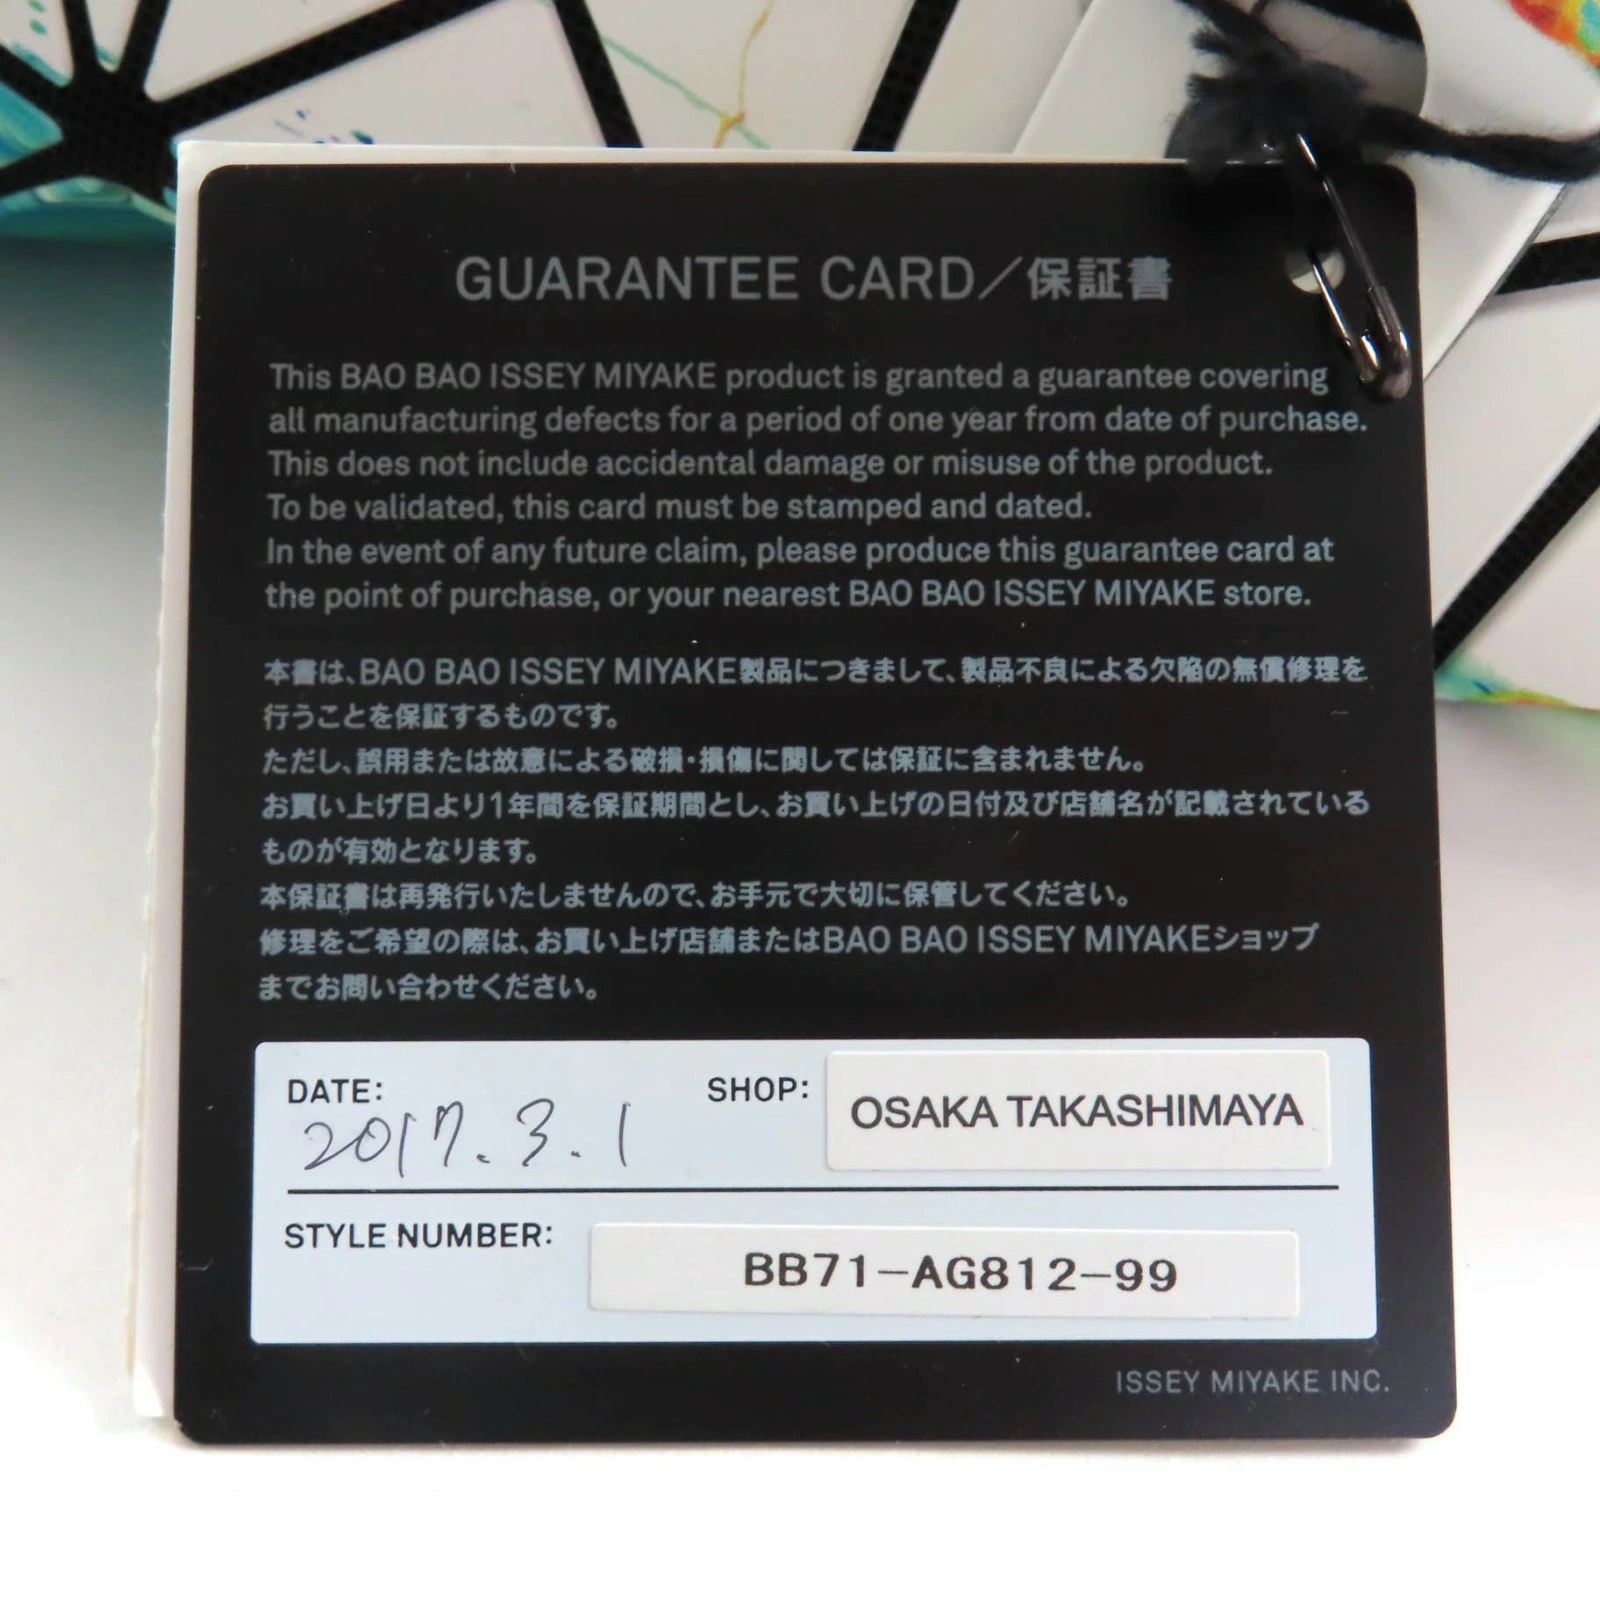 GUARANTEE CARD／保証書
This BAO BAO ISSEY MIYAKE product is granted a guarantee covering
all manufacturing defects for a period of one year from date of purchase.
This does not include accidental damage or misuse of the product.
To be validated, this card must be stamped and dated.
In the event of any future claim, please produce this guarantee card at
the point of purchase, or your nearest BAO BAO ISSEY MIYAKE store.
本書は、BAO BAO ISSEY MIYAKE製品につきまして、製品不良による欠陥の無償修理を
行うことを保証するものです。
ただし、誤用または故意による破損・損傷に関しては保証に含まれません。
お買い上げ日より1年間を保証期間とし、お買い上げの日付及び店舗名が記載されている
ものが有効となります。
本保証書は再発行いたしませんので、お手元で大切に保管してください。
修理をご希望の際は、お買い上げ店舗またはBAO BAO ISSEY MIYAKEショップ
までお問い合わせください。
DATE: 2017.3.1 SHOP: OSAKA TAKASHIMAYA
STYLE NUMBER: BB71-AG812-99
ISSEY MIYAKE INC.